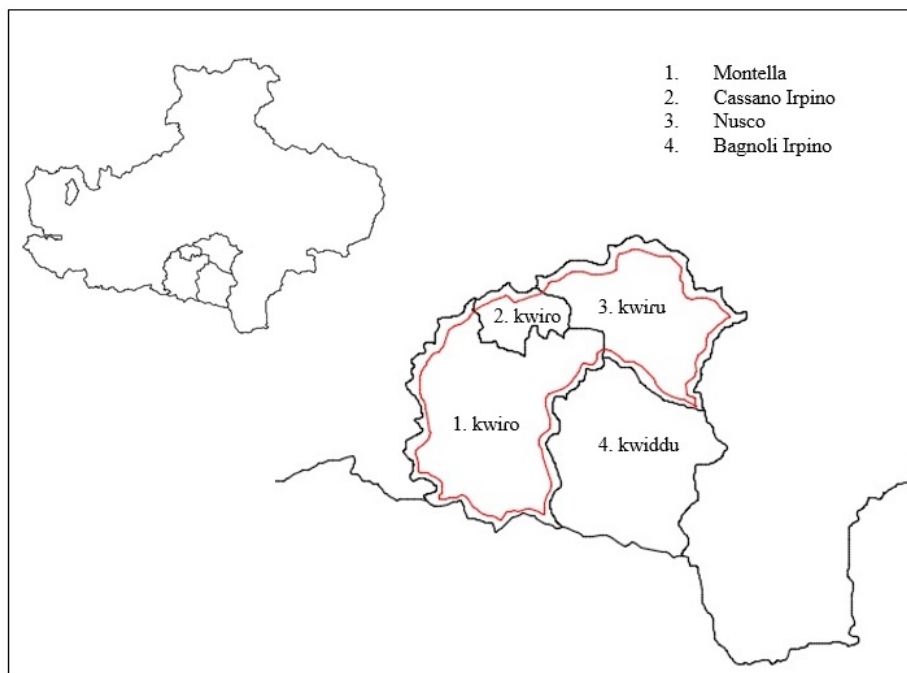 1. Montella
2. Cassano Irpino
3. Nusco
4. Bagnoli Irpino
2. kwiro
3. kwiru
1. kwiro
4. kwiddu